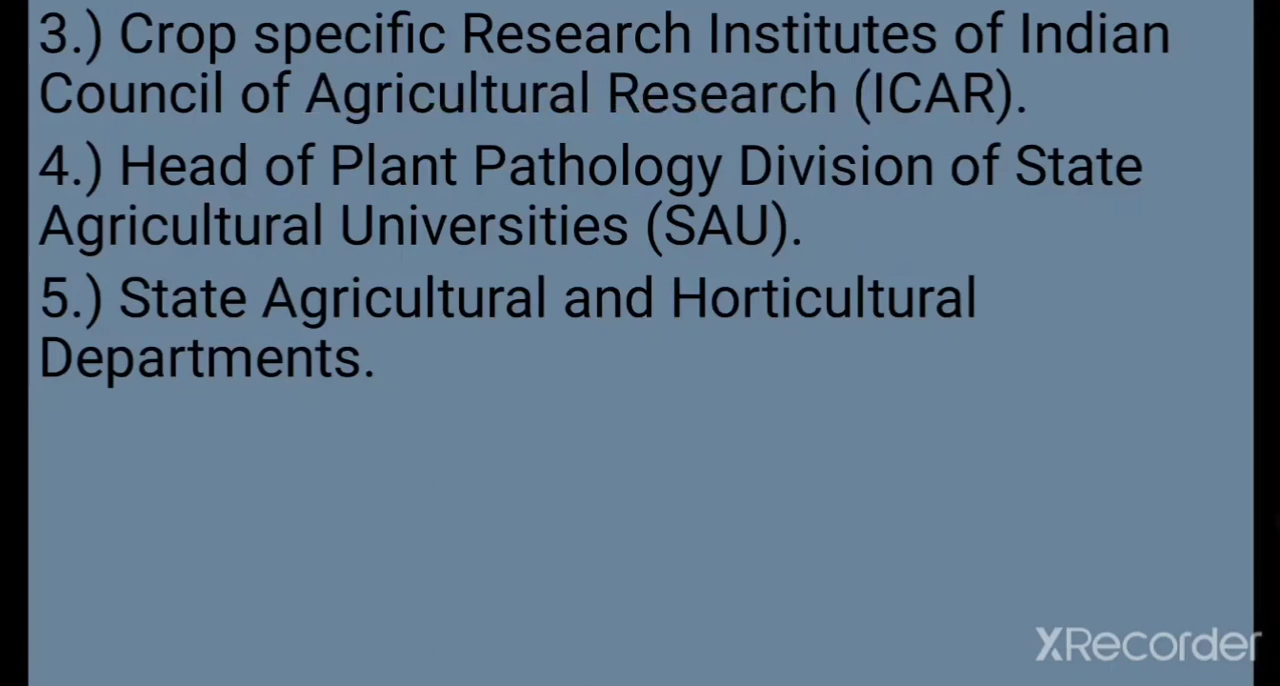 3.) Crop specific Research Institutes of Indian
Council of Agricultural Research (ICAR).
4.) Head of Plant Pathology Division of State
Agricultural Universities (SAU).
5.) State Agricultural and Horticultural
Departments.
XRecorder